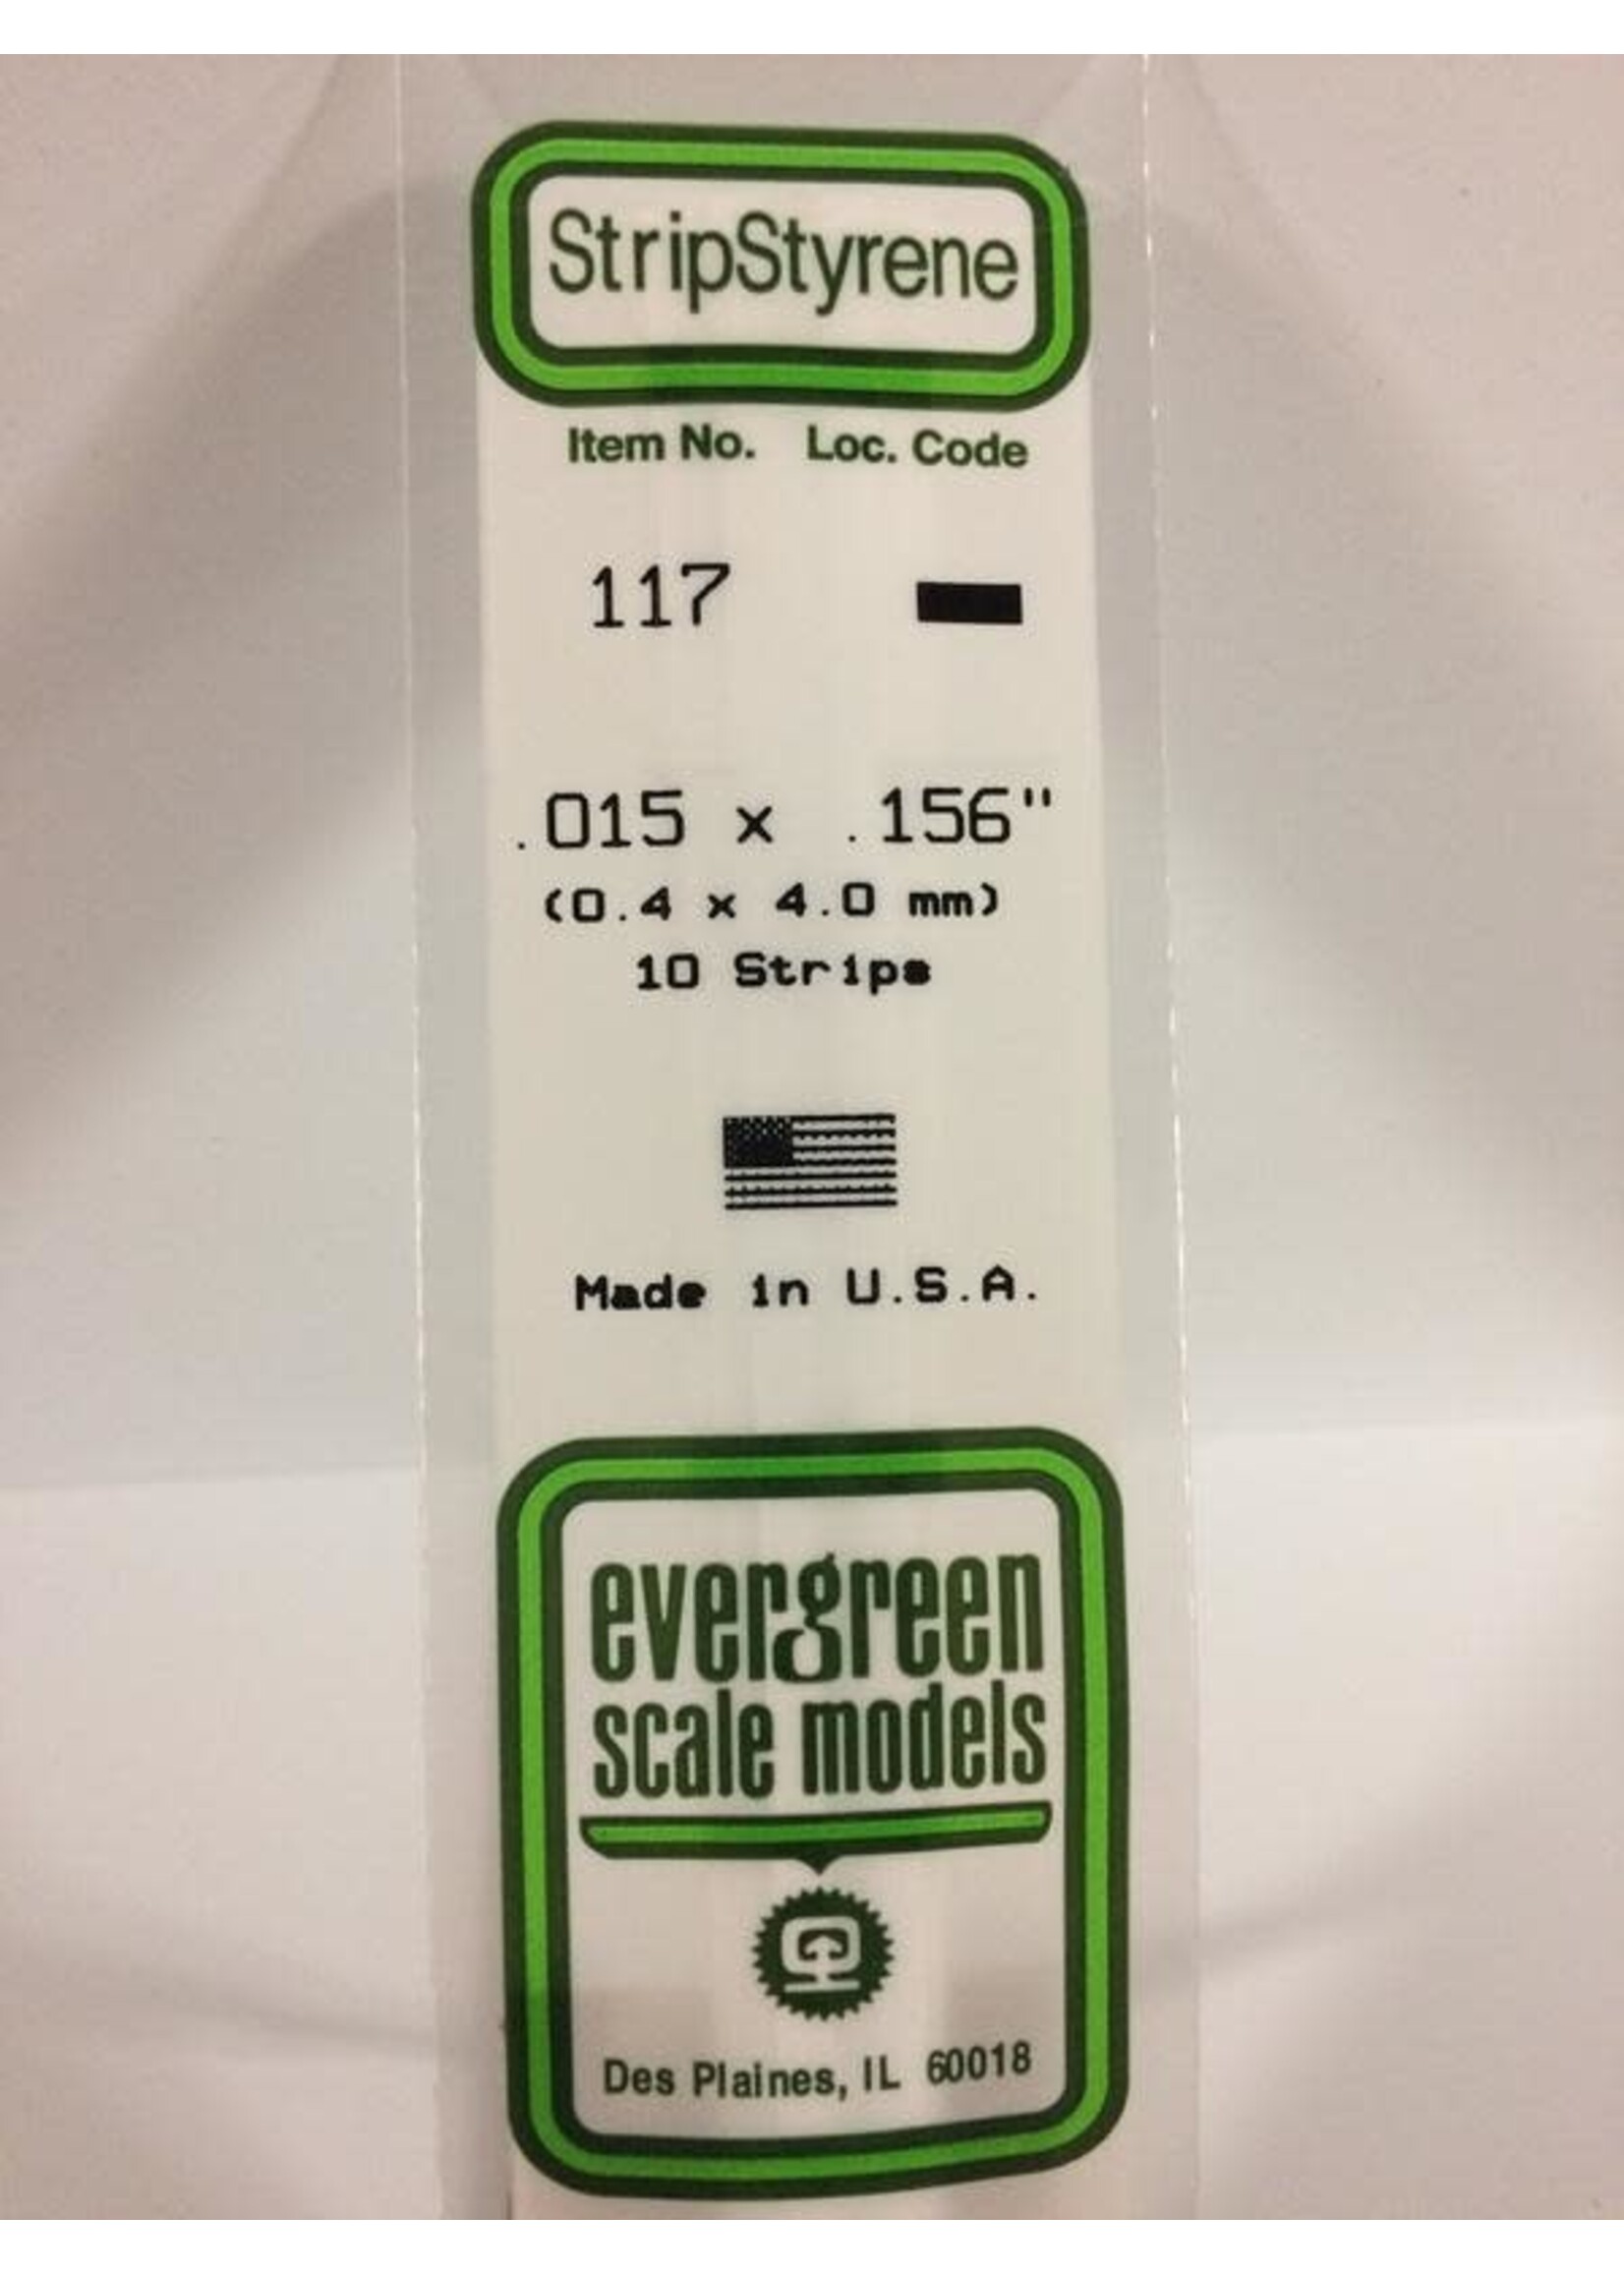 StripStyrene
Item No. Loc. Code
117
.015 x .156"
(0.4 x 4.0 mm)
10 Strips
Made in U.S.A.
evergreen
scale models
Des Plaines, IL 60018